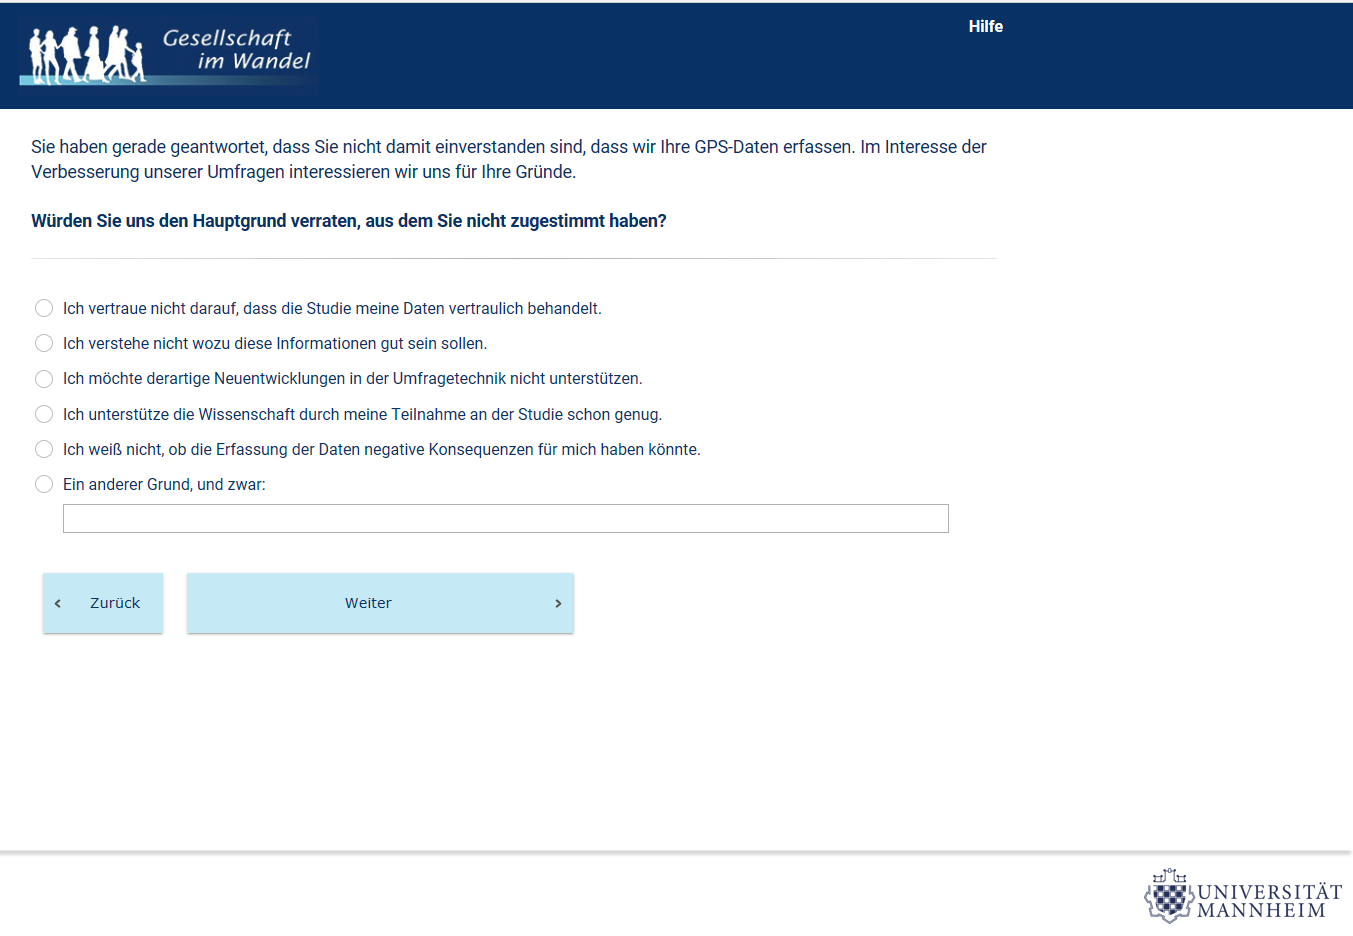 Gesellschaft
im Wandel
Hilfe
Sie haben gerade geantwortet, dass Sie nicht damit einverstanden sind, dass wir Ihre GPS-Daten erfassen. Im Interesse der
Verbesserung unserer Umfragen interessieren wir uns für Ihre Gründe.
Würden Sie uns den Hauptgrund verraten, aus dem Sie nicht zugestimmt haben?
Ich vertraue nicht darauf, dass die Studie meine Daten vertraulich behandelt.
Ich verstehe nicht wozu diese Informationen gut sein sollen.
Ich möchte derartige Neuentwicklungen in der Umfragetechnik nicht unterstützen.
Ich unterstütze die Wissenschaft durch meine Teilnahme an der Studie schon genug.
Ich weiß nicht, ob die Erfassung der Daten negative Konsequenzen für mich haben könnte.
Ein anderer Grund, und zwar:
Zurück
Weiter
UNIVERSITÄT
MANNHEIM